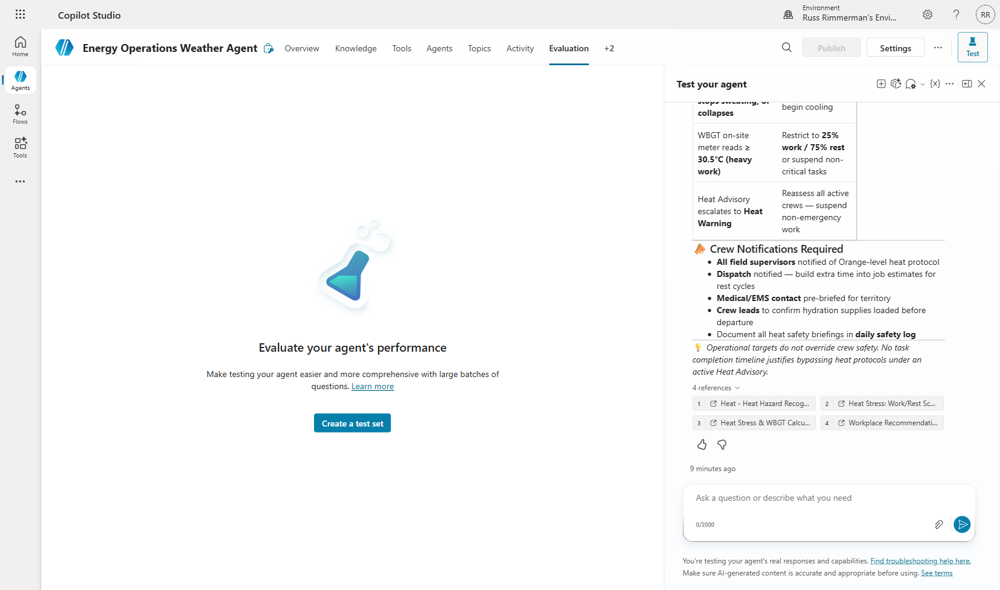 Copilot Studio
Environment
Russ Rimmerman's Envi...
RR
Home
Agents
Flows
Tools
Energy Operations Weather Agent
Overview
Knowledge
Tools
Agents
Topics
Activity
Evaluation
+2
Publish
Settings
Test
Evaluate your agent's performance
Make testing your agent easier and more comprehensive with large batches of
questions. Learn more
Create a test set
Test your agent
stops sweating, or
collapses
begin cooling
WBGT on-site
meter reads ≥
30.5°C (heavy
work)
Restrict to 25%
work / 75% rest
or suspend non-
critical tasks
Heat Advisory
escalates to Heat
Warning
Reassess all active
crews — suspend
non-emergency
work
Crew Notifications Required
• All field supervisors notified of Orange-level heat protocol
• Dispatch notified — build extra time into job estimates for
rest cycles
• Medical/EMS contact pre-briefed for territory
• Crew leads to confirm hydration supplies loaded before
departure
• Document all heat safety briefings in daily safety log
Operational targets do not override crew safety. No task
completion timeline justifies bypassing heat protocols under an
active Heat Advisory.
4 references
1 Heat - Heat Hazard Recog...
2 Heat Stress: Work/Rest Sc...
3 Heat Stress & WBGT Calcu...
4 Workplace Recommendati...
9 minutes ago
Ask a question or describe what you need
0/2000
You're testing your agent's real responses and capabilities. Find troubleshooting help here.
Make sure AI-generated content is accurate and appropriate before using. See terms